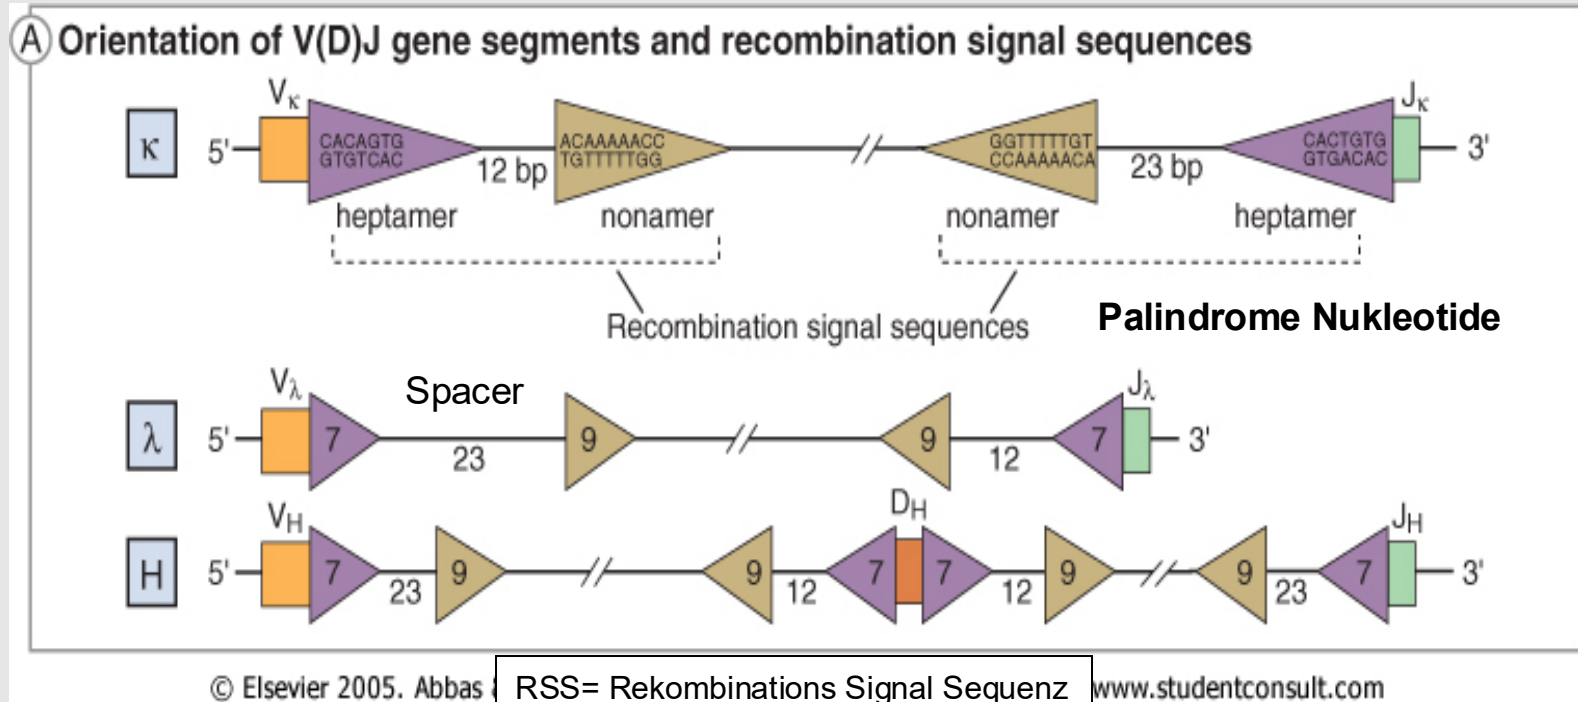 A Orientation of V(D)J gene segments and recombination signal sequences
Vκ Jκ
κ 5' CACAGTG ACAAAAACC GGTTTTTGT CACTGTG 3'
GTGTCAC TGTTTTTGG CCAAAAACA GTGACAC
12 bp 23 bp
heptamer nonamer nonamer heptamer
Recombination signal sequences
Palindrome Nukleotide
Vλ Spacer Jλ
λ 5' 7 9 9 7 3'
23 12
VH DH JH
H 5' 7 9 9 7 7 9 9 7 3'
23 12 12 23
© Elsevier 2005. Abbas
RSS= Rekombinations Signal Sequenz
www.studentconsult.com